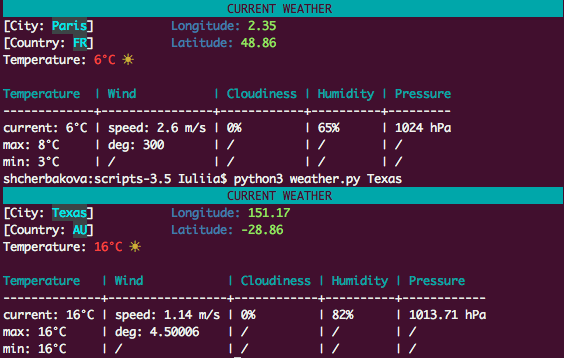 CURRENT WEATHER
[City: Paris] Longitude: 2.35
[Country: FR] Latitude: 48.86
Temperature: 6°C ☀
Temperature | Wind | Cloudiness | Humidity | Pressure
-------------+----------------+------------+----------+----------
current: 6°C | speed: 2.6 m/s | 0% | 65% | 1024 hPa
max: 8°C | deg: 300 | / | / | /
min: 3°C | / | / | / | /
shcherbakova:scripts-3.5 Iuliia$ python3 weather.py Texas
CURRENT WEATHER
[City: Texas] Longitude: 151.17
[Country: AU] Latitude: -28.86
Temperature: 16°C ☀
Temperature | Wind | Cloudiness | Humidity | Pressure
--------------+-----------------+------------+----------+------------
current: 16°C | speed: 1.14 m/s | 0% | 82% | 1013.71 hPa
max: 16°C | deg: 4.50006 | / | / | /
min: 16°C | / | / | / | /